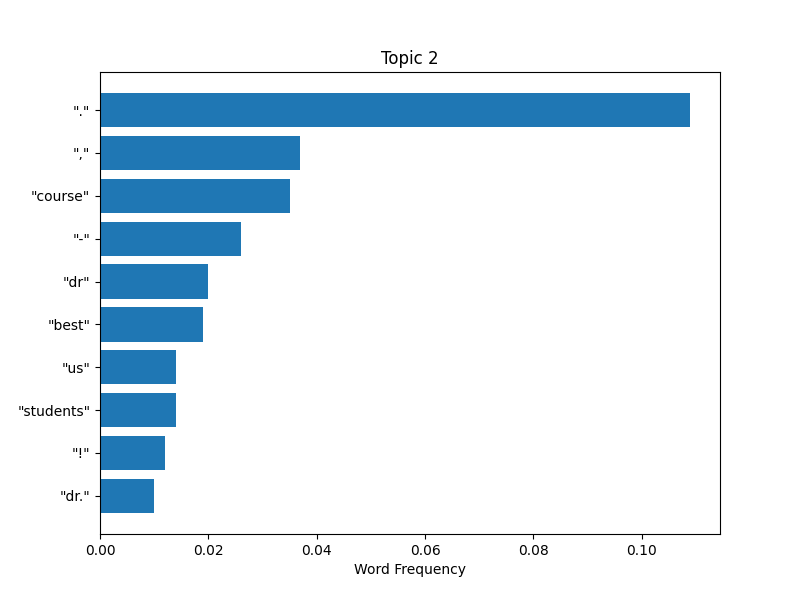 Topic 2
"."
","
"course"
"-"
"dr"
"best"
"us"
"students"
"!"
"dr."
0.00 0.02 0.04 0.06 0.08 0.10
Word Frequency